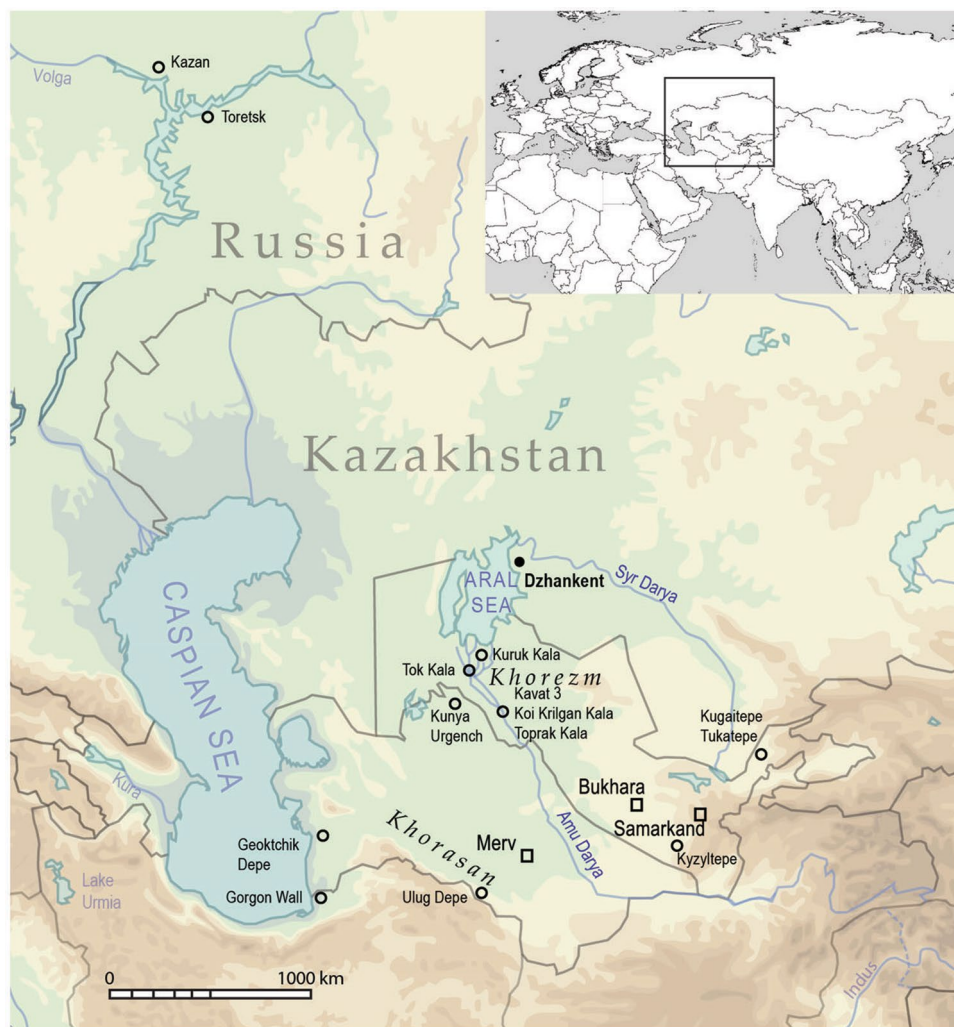 Kazan
Volga
Toretsk
Russia
Kazakhstan
ARAL
SEA
Dzhankent
Syr Darya
CASPIAN SEA
Kuruk Kala
Tok Kala
Khorezm
Kavat 3
Koi Krilgan Kala
Toprak Kala
Kunya
Urgench
Kugaitepe
Tukatepe
Kura
Bukhara
Samarkand
Kyzyltepe
Amu Darya
Merv
Khorasan
Geoktchik
Depe
Gorgon Wall
Ulug Depe
Lake
Urmia
Indus
0 1000 km